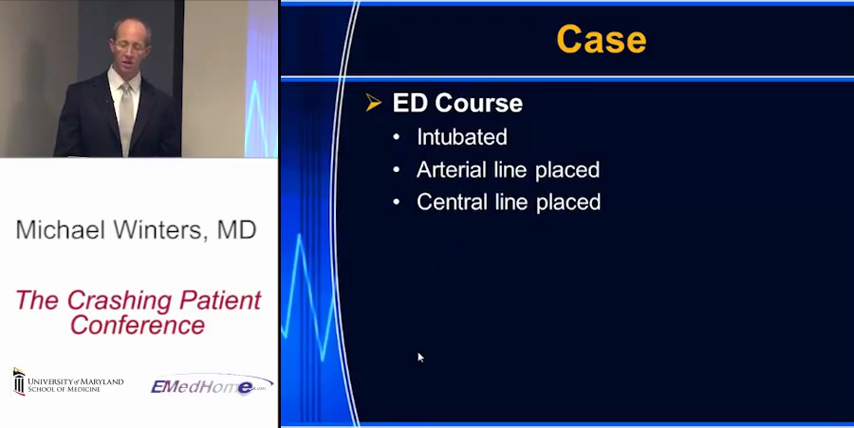 Case
ED Course
Intubated
Arterial line placed
Central line placed
Michael Winters, MD
The Crashing Patient
Conference
UNIVERSITY of MARYLAND
SCHOOL OF MEDICINE
EMedHome.com